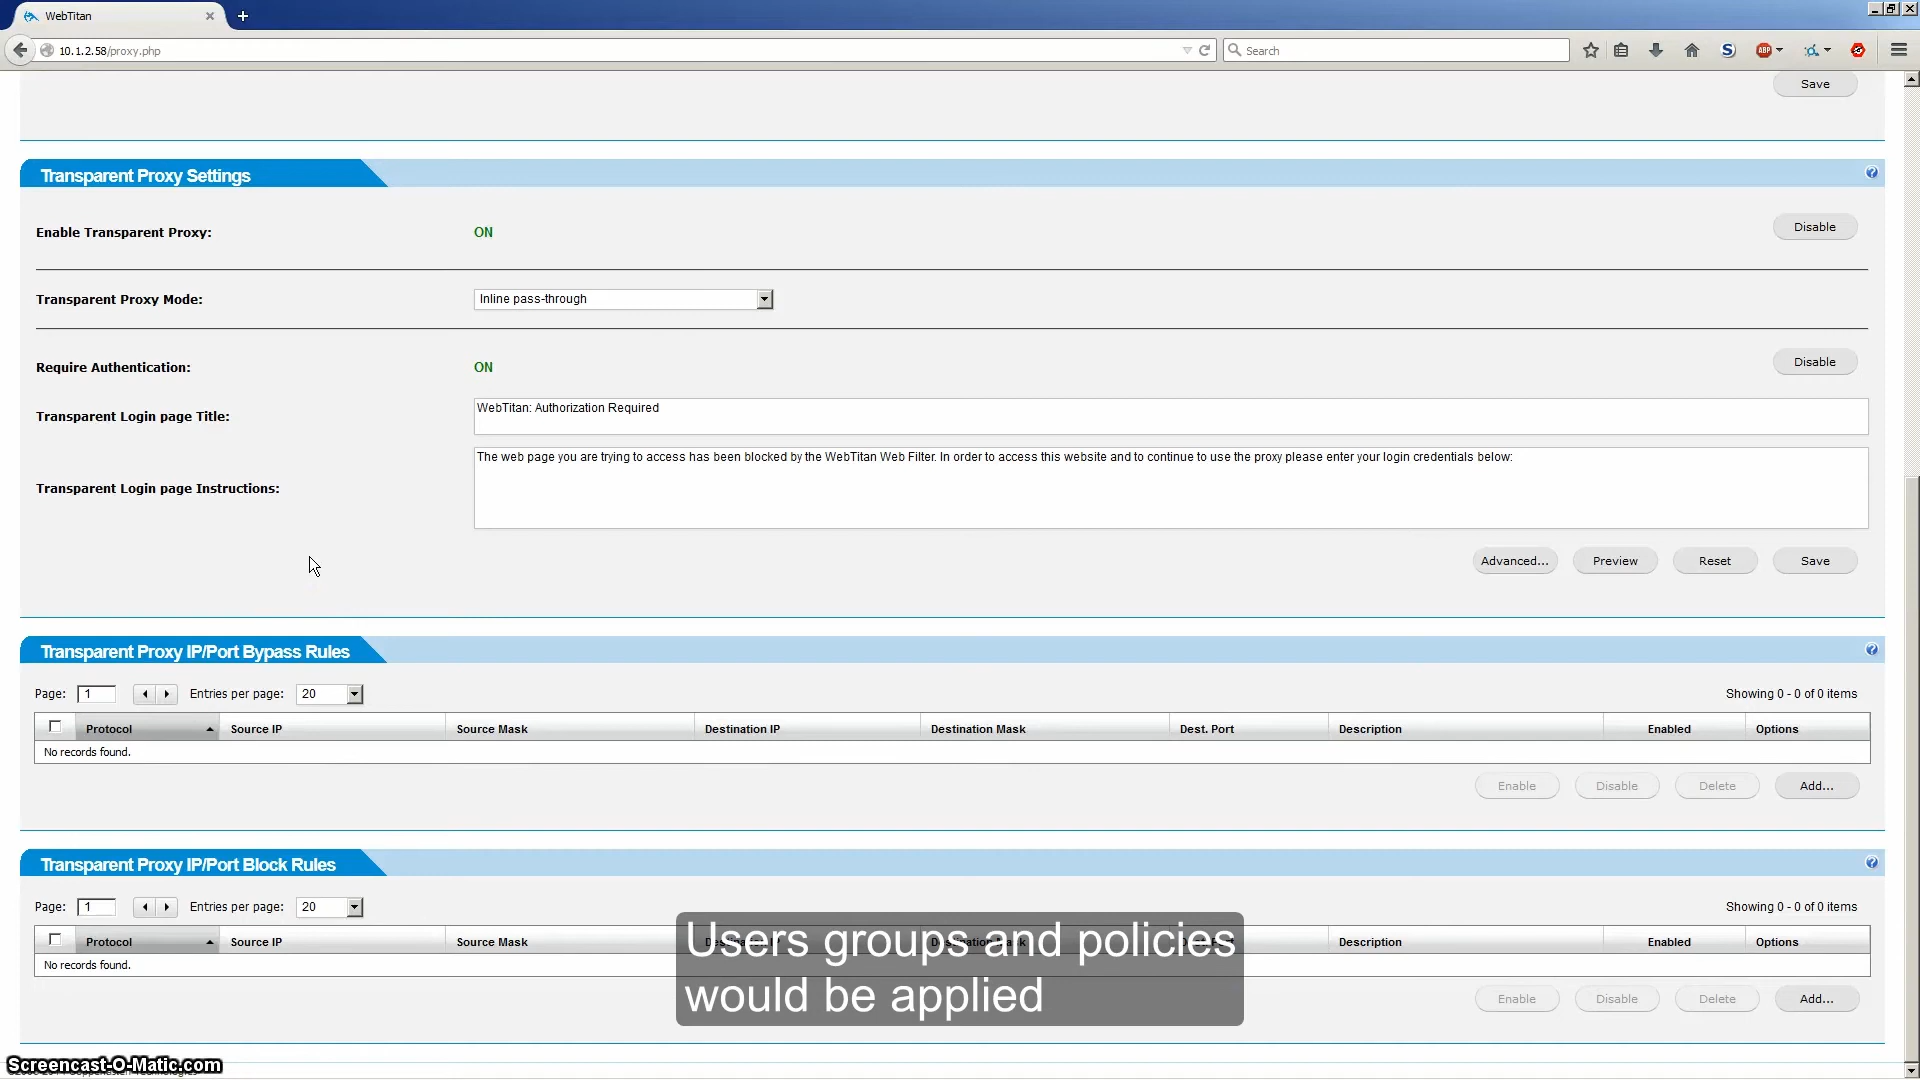 WebTitan
10.1.2.58/proxy.php
Search
S
ABP
Save
Transparent Proxy Settings
Enable Transparent Proxy:
ON
Disable
Transparent Proxy Mode:
Inline pass-through
Require Authentication:
ON
Disable
Transparent Login page Title:
WebTitan: Authorization Required
Transparent Login page Instructions:
The web page you are trying to access has been blocked by the WebTitan Web Filter. In order to access this website and to continue to use the proxy please enter your login credentials below:
Advanced... Preview Reset Save
Transparent Proxy IP/Port Bypass Rules
Page: 1 Entries per page: 20 Showing 0 - 0 of 0 items
Protocol Source IP Source Mask Destination IP Destination Mask Dest. Port Description Enabled Options
No records found.
Enable Disable Delete Add...
Transparent Proxy IP/Port Block Rules
Page: 1 Entries per page: 20 Showing 0 - 0 of 0 items
Protocol Source IP Source Mask Destination IP Destination Mask Dest. Port Description Enabled Options
No records found.
Users groups and policies
would be applied
Enable Disable Delete Add...
Screencast-O-Matic.com